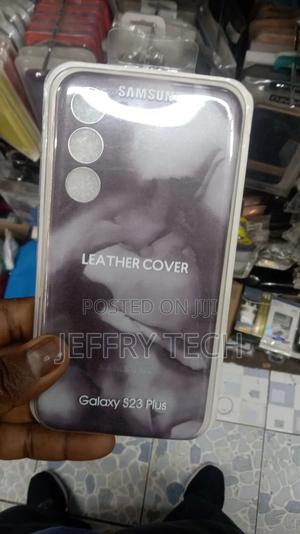 SAMSUNG
LEATHER COVER
POSTED ON JIJI
JEFFRY TECH
Galaxy S23 Plus